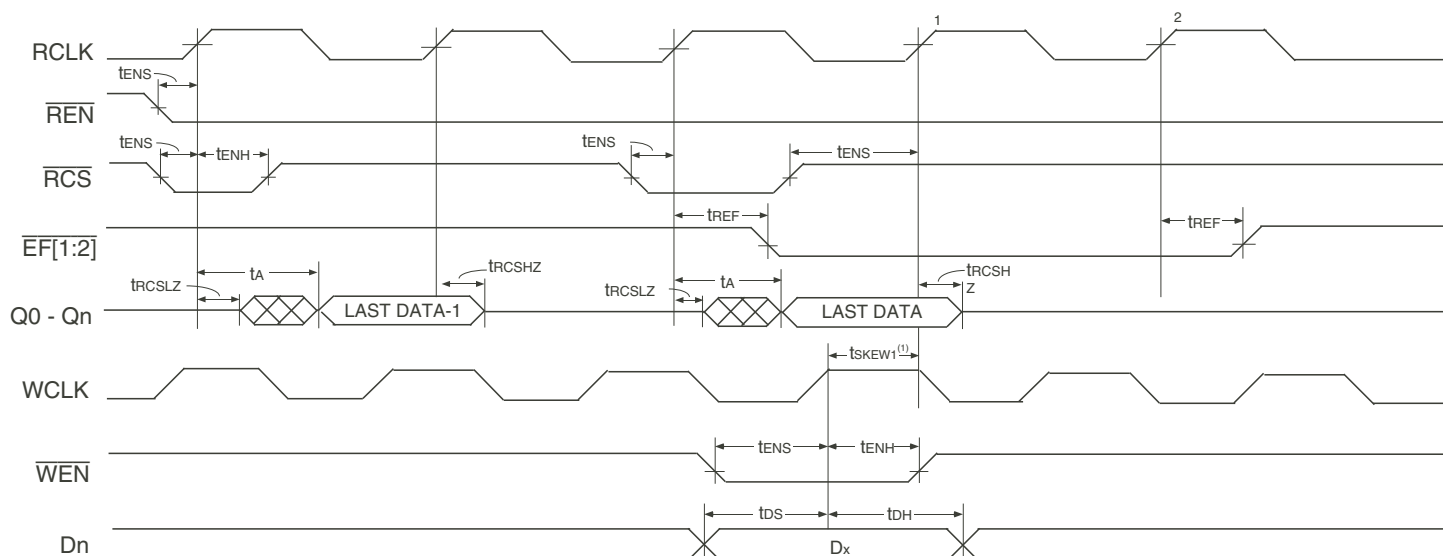 1 2
RCLK
tENS
REN
tENS tENH tENS tENS
RCS
tREF tREF
EF[1:2]
tA tRCSHZ tA tRCSH
Z
tRCSLZ tRCSLZ
Q0 - Qn LAST DATA-1 LAST DATA
tSKEW1(1)
WCLK
tENS tENH
WEN
tDS tDH
Dn Dx